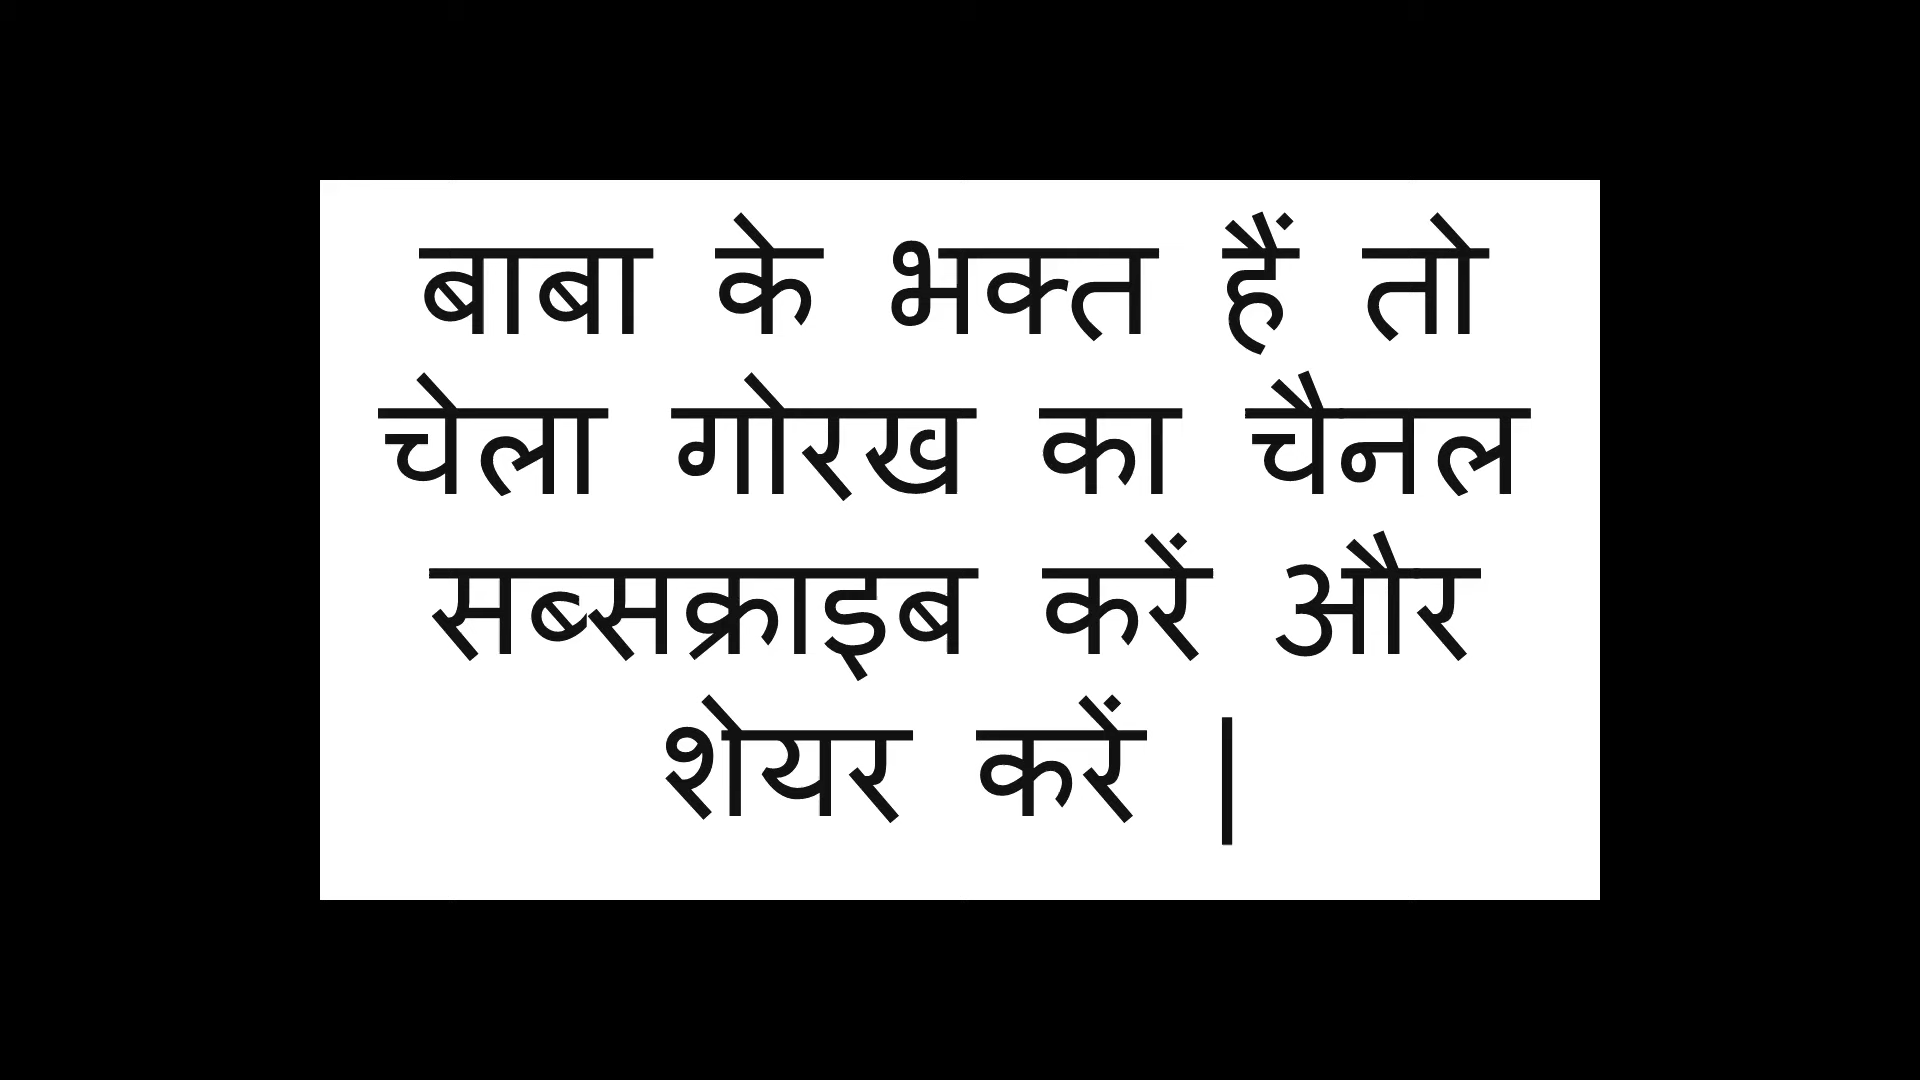 बाबा के भक्त हैं तो
चेला गोरख का चैनल
सब्सक्राइब करें और
शेयर करें |